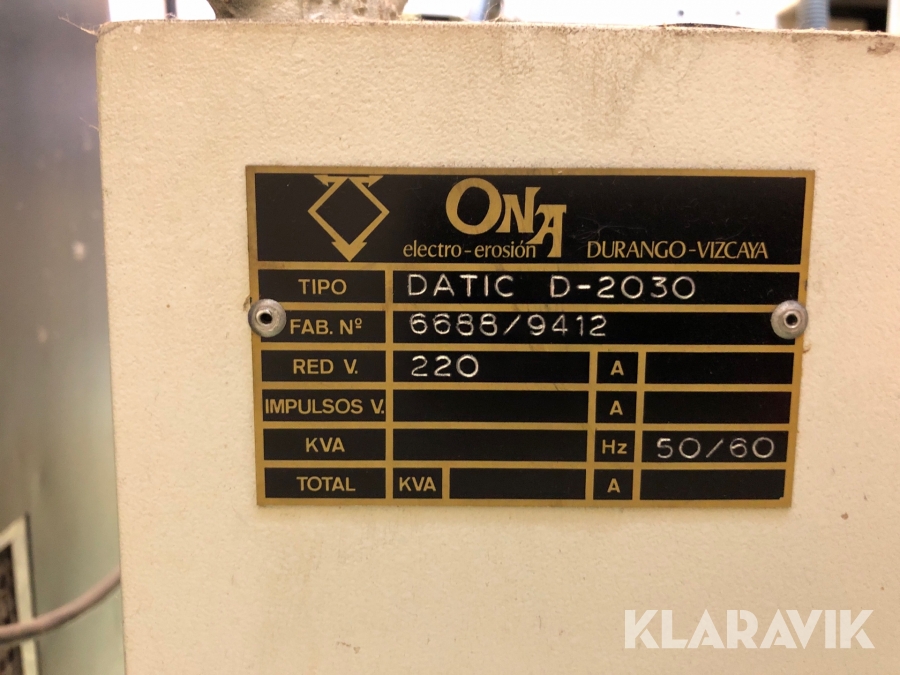 ONA
electro-erosión DURANGO-VIZCAYA
TIPO DATIC D-2030
FAB. Nº 6688/9412
RED V. 220 A
IMPULSOS V. A
KVA Hz 50/60
TOTAL KVA A
KLARAVIK